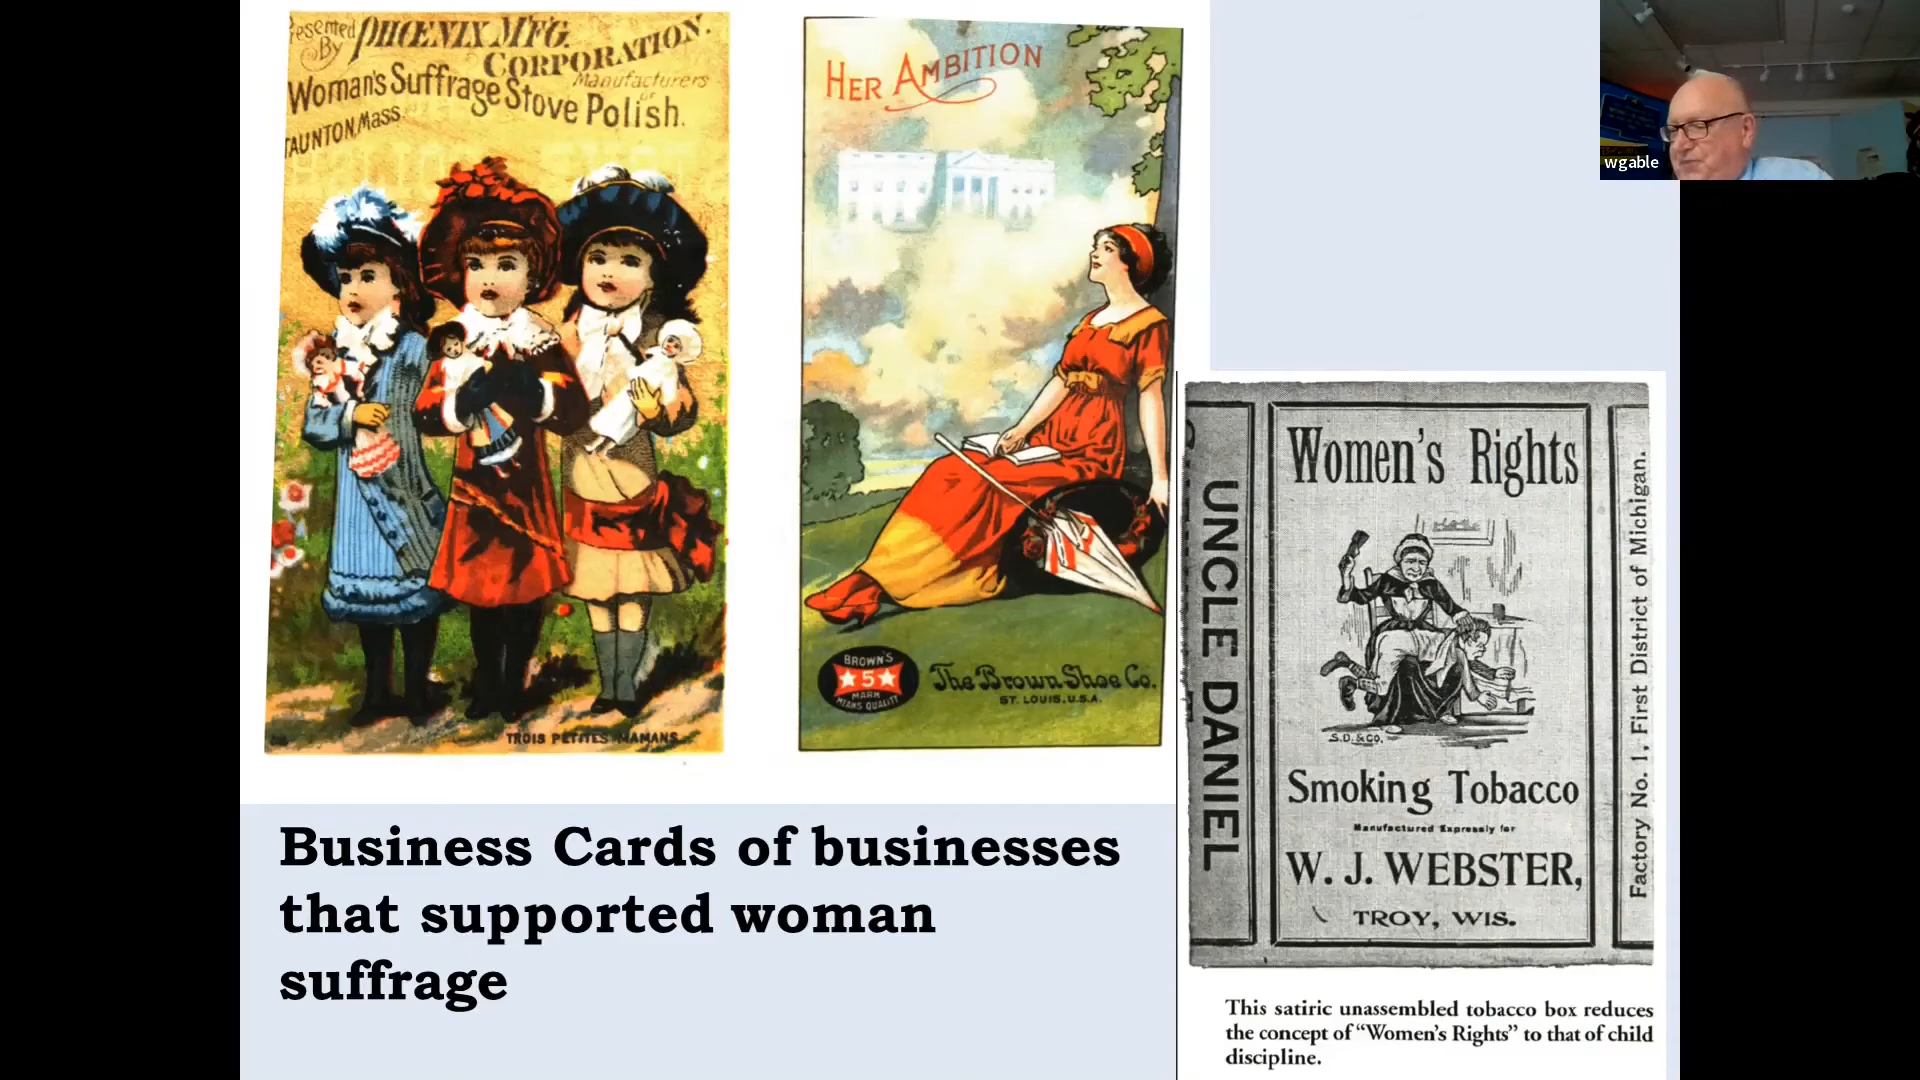 Presented
By
PHOENIX M'F'G.
CORPORATION.
Manufacturers
of
Woman's Suffrage Stove Polish.
TAUNTON, Mass.
TROIS PETITES MAMANS.
HER AMBITION
BROWN'S
5
MARK
MEANS QUALITY
The Brown Shoe Co.
ST. LOUIS, U.S.A.
wgable
UNCLE DANIEL
Women's Rights
S.D. & CO.
Smoking Tobacco
Manufactured Expressly for
W. J. WEBSTER,
TROY, WIS.
Factory No. 1, First District of Michigan.
Business Cards of businesses
that supported woman
suffrage
This satiric unassembled tobacco box reduces
the concept of “Women’s Rights” to that of child
discipline.